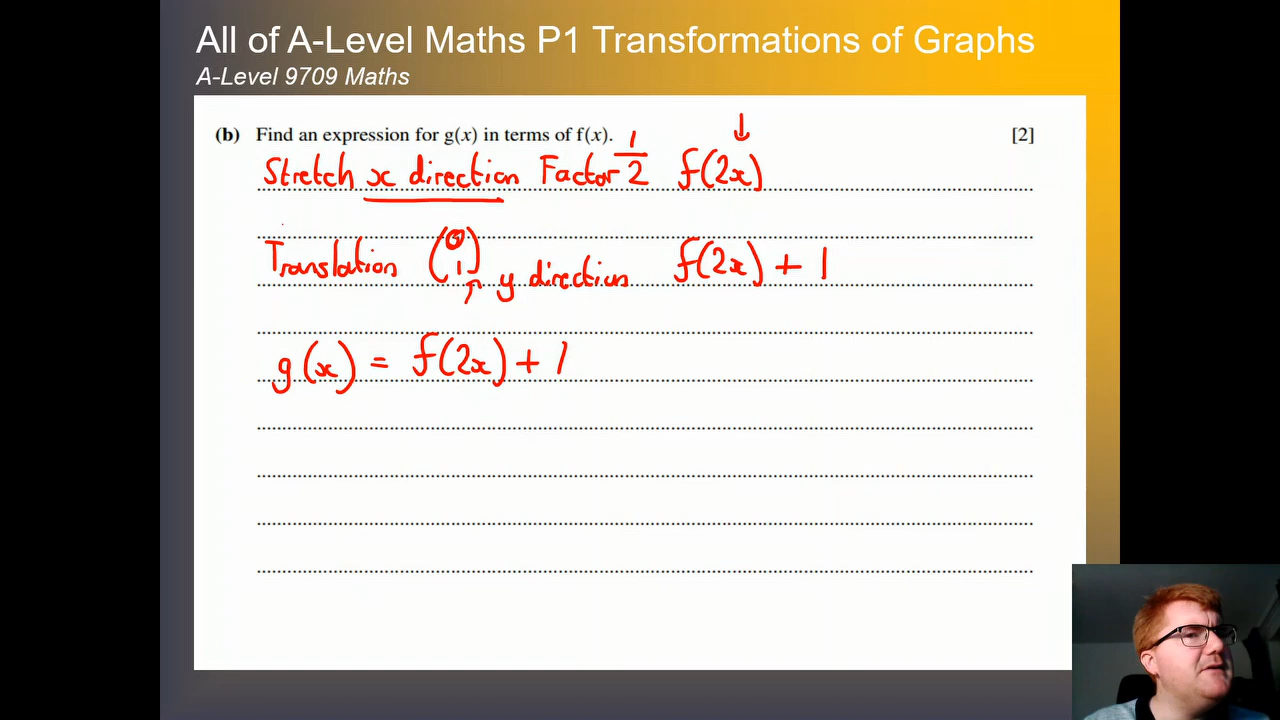 All of A-Level Maths P1 Transformations of Graphs
A-Level 9709 Maths
(b) Find an expression for g(x) in terms of f(x). [2]
Stretch x direction Factor 1/2 f(2x)
Translation (0 1) y direction f(2x) + 1
g(x) = f(2x) + 1